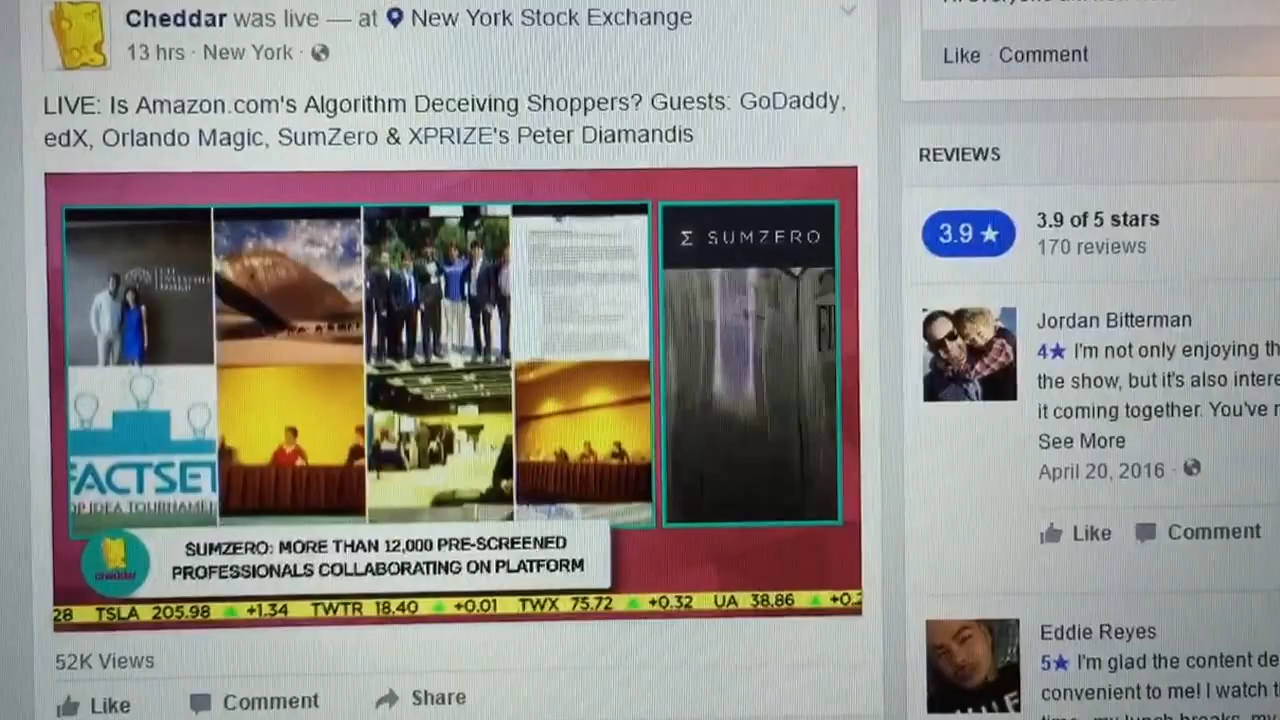 Cheddar was live — at New York Stock Exchange
13 hrs · New York ·
LIVE: Is Amazon.com's Algorithm Deceiving Shoppers? Guests: GoDaddy,
edX, Orlando Magic, SumZero & XPRIZE's Peter Diamandis
Σ SUMZERO
FACTSET
SUMZERO: MORE THAN 12,000 PRE-SCREENED
PROFESSIONALS COLLABORATING ON PLATFORM
28 TSLA 205.98 +1.34 TWTR 18.40 +0.01 TWX 75.72 +0.32 UA 38.86
52K Views
Like Comment Share
Like · Comment
REVIEWS
3.9 ★ 3.9 of 5 stars
170 reviews
Jordan Bitterman
4★ I'm not only enjoying th
the show, but it's also intere
it coming together. You've
See More
April 20, 2016 ·
Like Comment
Eddie Reyes
5★ I'm glad the content de
convenient to me! I watch